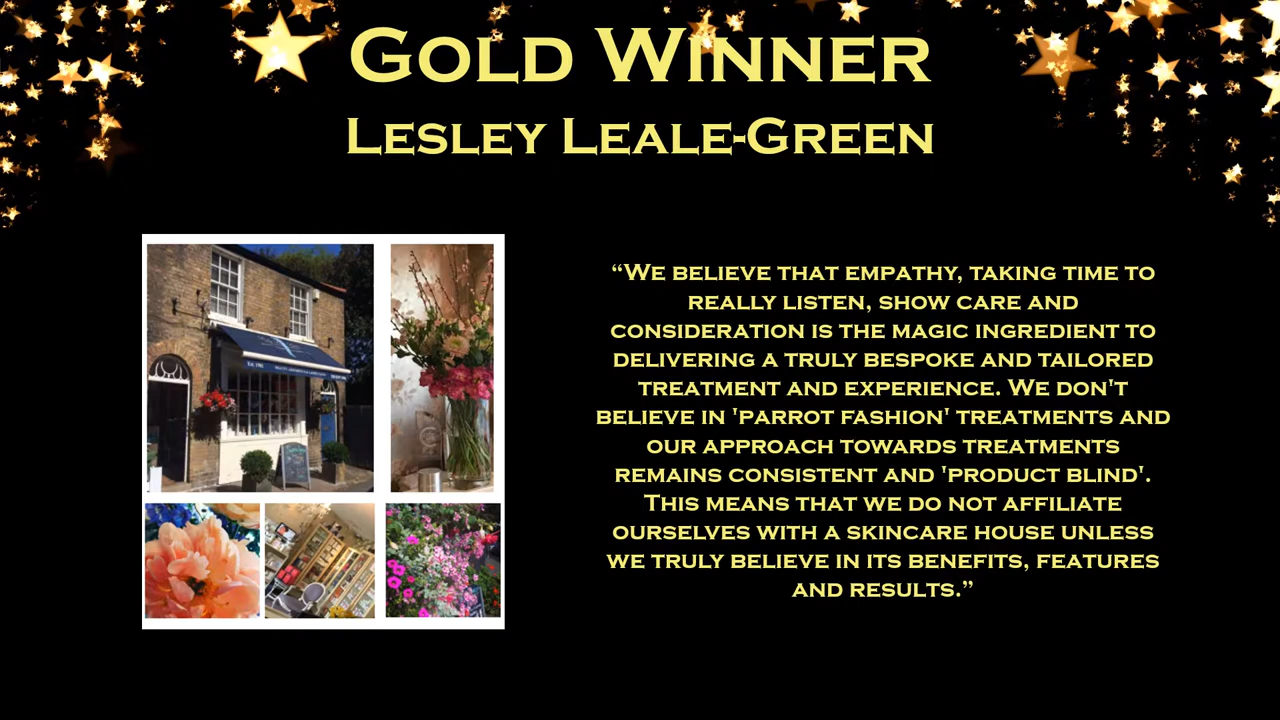 Gold Winner
Lesley Leale-Green
“We believe that empathy, taking time to
really listen, show care and
consideration is the magic ingredient to
delivering a truly bespoke and tailored
treatment and experience. We don't
believe in 'parrot fashion' treatments and
our approach towards treatments
remains consistent and 'product blind'.
This means that we do not affiliate
ourselves with a skincare house unless
we truly believe in its benefits, features
and results.”